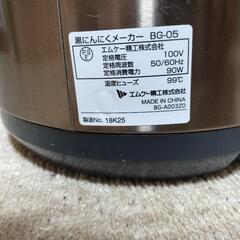 黒にんにくメーカー BG-05
エムケー精工株式会社
定格電圧 100V
定格周波数 50/60Hz
定格消費電力 90W
温度ヒューズ 99℃
エムケー精工株式会社
MADE IN CHINA
BG-A003Z0
製造No. 18K25